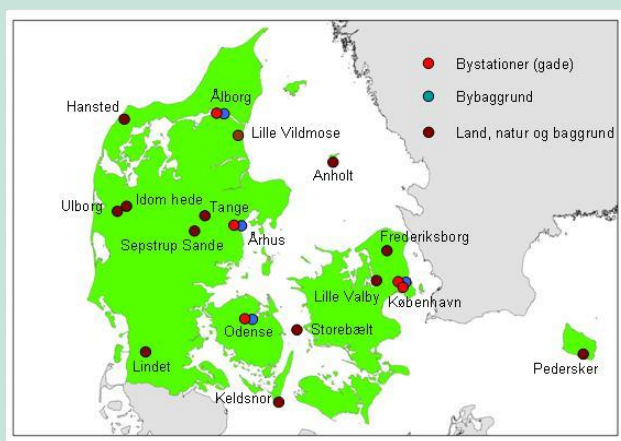 Bystationer (gade)
Bybaggrund
Land, natur og baggrund
Hansted
Ålborg
Lille Vildmose
Anholt
Ulborg
Idom hede
Tange
Sepstrup Sande
Århus
Frederiksborg
Lille Valby
København
Odense
Storebælt
Lindet
Keldsnor
Pedersker